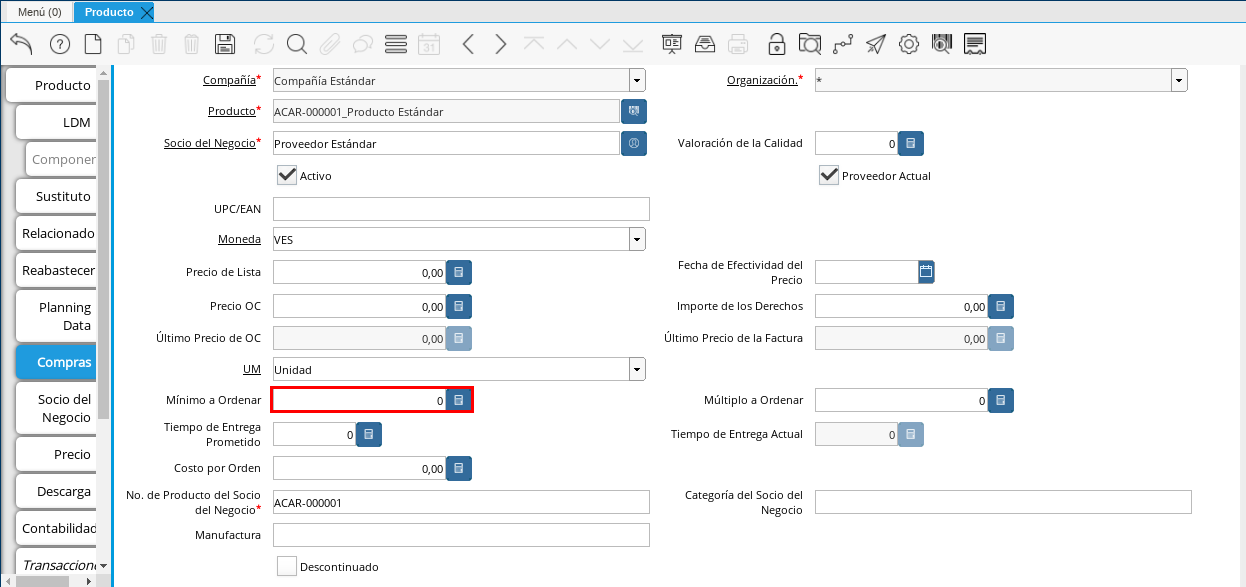 Menú (0)
Producto
31
Producto
LDM
Componen
Sustituto
Relacionado
Reabastecer
Planning
Data
Compras
Socio del
Negocio
Precio
Descarga
Contabilidad
Transaccione
Compañía*
Compañía Estándar
Organización.*
*
Producto*
ACAR-000001_Producto Estándar
Socio del Negocio*
Proveedor Estándar
Valoración de la Calidad
0
Activo
Proveedor Actual
UPC/EAN
Moneda
VES
Precio de Lista
0,00
Fecha de Efectividad del
Precio
Precio OC
0,00
Importe de los Derechos
0,00
Último Precio de OC
0,00
Último Precio de la Factura
0,00
UM
Unidad
Mínimo a Ordenar
0
Múltiplo a Ordenar
0
Tiempo de Entrega
Prometido
0
Tiempo de Entrega Actual
0
Costo por Orden
0,00
No. de Producto del Socio
del Negocio*
ACAR-000001
Categoría del Socio del
Negocio
Manufactura
Descontinuado